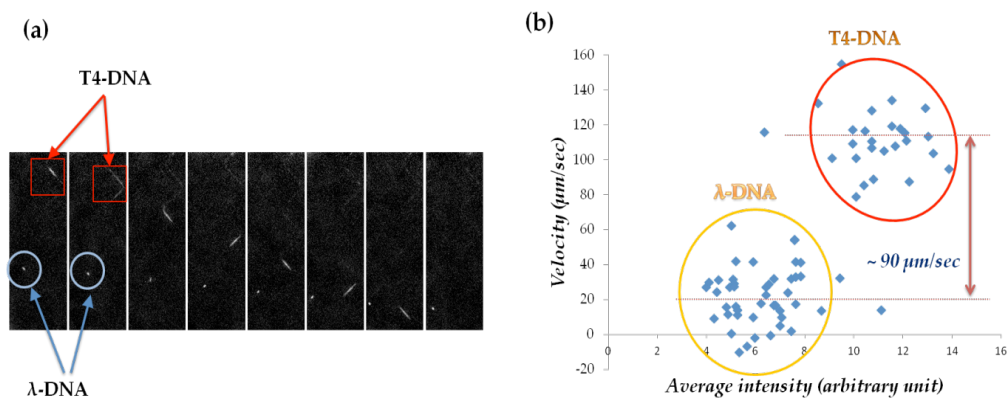 (a)
T4-DNA
λ-DNA
(b)
T4-DNA
λ-DNA
~ 90 μm/sec
Velocity (μm/sec)
160
140
120
100
80
60
40
20
0
-20
0 2 4 6 8 10 12 14 16
Average intensity (arbitrary unit)